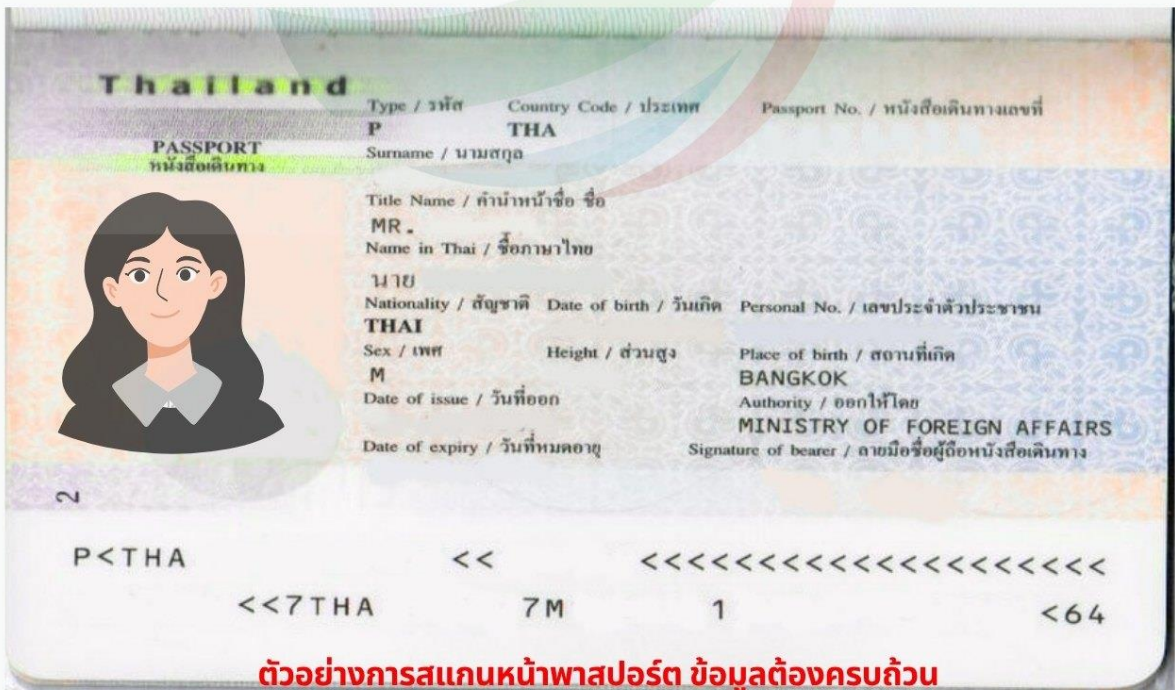 Thailand
PASSPORT
หนังสือเดินทาง
Type / รหัส Country Code / ประเทศ Passport No. / หนังสือเดินทางเลขที่
P THA
Surname / นามสกุล
Title Name / คำนำหน้าชื่อ ชื่อ
MR.
Name in Thai / ชื่อภาษาไทย
นาย
Nationality / สัญชาติ Date of birth / วันเกิด Personal No. / เลขประจำตัวประชาชน
THAI
Sex / เพศ Height / ส่วนสูง Place of birth / สถานที่เกิด
M BANGKOK
Date of issue / วันที่ออก Authority / ออกให้โดย
MINISTRY OF FOREIGN AFFAIRS
Date of expiry / วันที่หมดอายุ Signature of bearer / ลายมือชื่อผู้ถือหนังสือเดินทาง
2
P<THA << <<<<<<<<<<<<<<<<<<<<
<<7THA 7M 1 <64
ตัวอย่างการสแกนหน้าพาสปอร์ต ข้อมูลต้องครบถ้วน